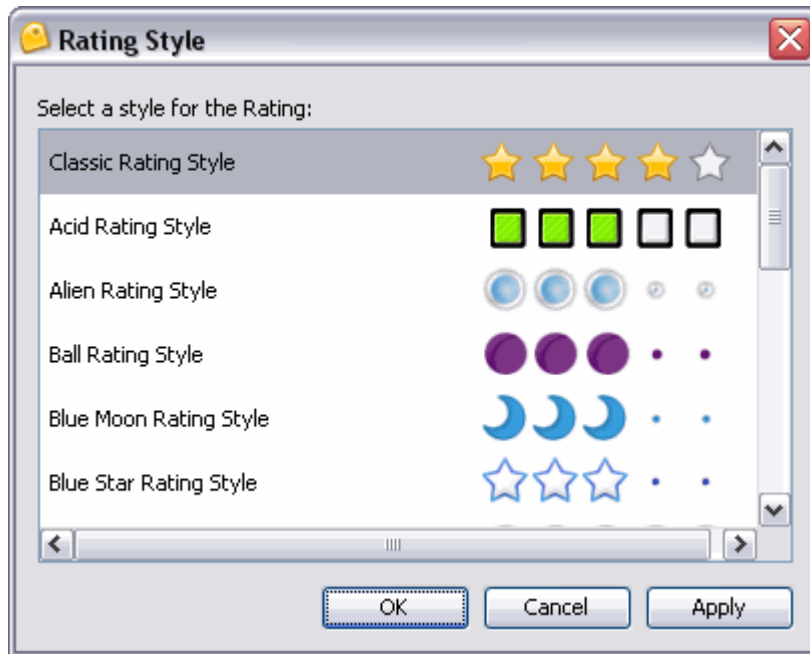 Rating Style
Select a style for the Rating:
Classic Rating Style
Acid Rating Style
Alien Rating Style
Ball Rating Style
Blue Moon Rating Style
Blue Star Rating Style
OK Cancel Apply